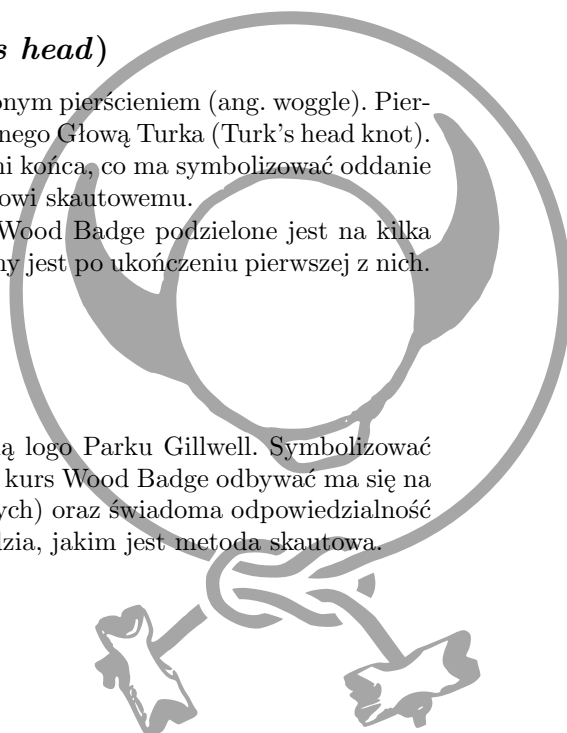 s head)
onym pierścieniem (ang. woggle). Pier-
nego Głową Turka (Turk's head knot).
ni końca, co ma symbolizować oddanie
owi skautowemu.
Wood Badge podzielone jest na kilka
ny jest po ukończeniu pierwszej z nich.
ą logo Parku Gillwell. Symbolizować
kurs Wood Badge odbywać ma się na
ych) oraz świadoma odpowiedzialność
dzia, jakim jest metoda skautowa.